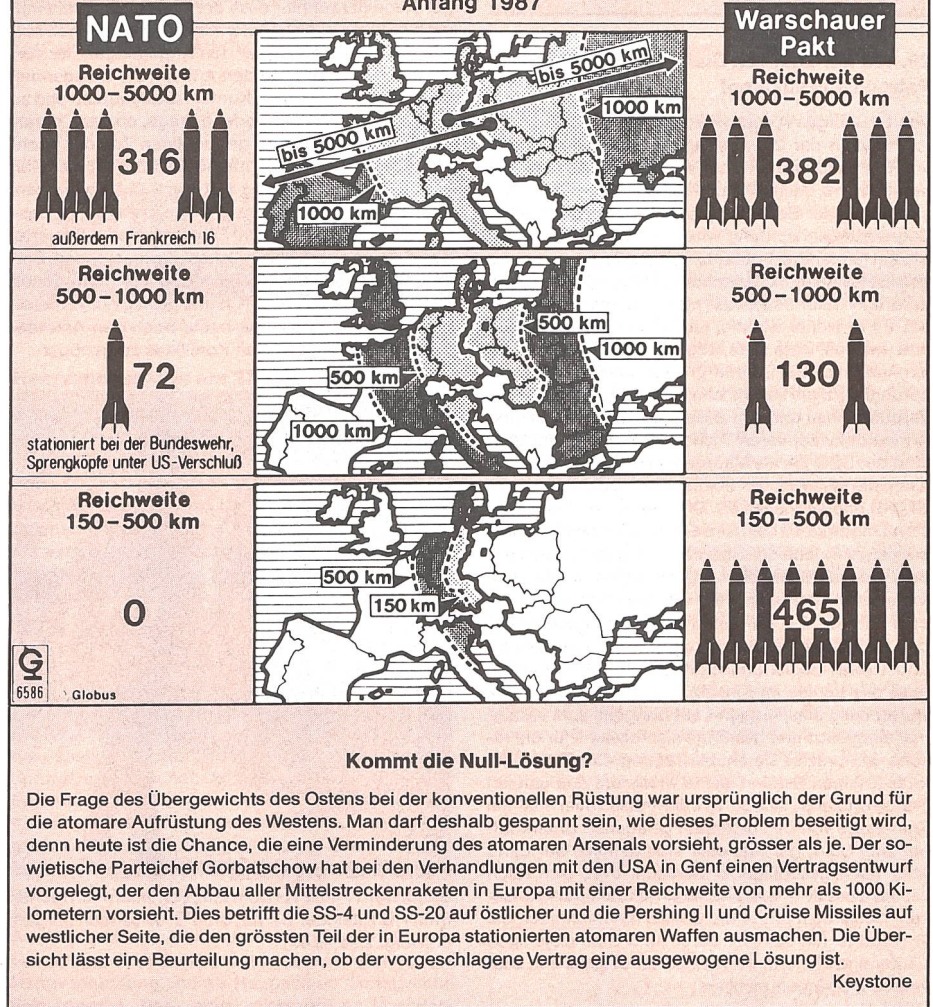 Anfang 1987
NATO
Warschauer
Pakt
Reichweite
1000–5000 km
316
außerdem Frankreich 16
bis 5000 km
1000 km
bis 5000 km
1000 km
Reichweite
1000–5000 km
382
Reichweite
500–1000 km
72
stationiert bei der Bundeswehr,
Sprengköpfe unter US-Verschluß
500 km
1000 km
500 km
1000 km
Reichweite
500–1000 km
130
Reichweite
150–500 km
0
500 km
150 km
Reichweite
150–500 km
465
G
6586
Globus
Kommt die Null-Lösung?
Die Frage des Übergewichts des Ostens bei der konventionellen Rüstung war ursprünglich der Grund für
die atomare Aufrüstung des Westens. Man darf deshalb gespannt sein, wie dieses Problem beseitigt wird,
denn heute ist die Chance, die eine Verminderung des atomaren Arsenals vorsieht, grösser als je. Der so-
wjetische Parteichef Gorbatschow hat bei den Verhandlungen mit den USA in Genf einen Vertragsentwurf
vorgelegt, der den Abbau aller Mittelstreckenraketen in Europa mit einer Reichweite von mehr als 1000 Ki-
lometern vorsieht. Dies betrifft die SS-4 und SS-20 auf östlicher und die Pershing II und Cruise Missiles auf
westlicher Seite, die den grössten Teil der in Europa stationierten atomaren Waffen ausmachen. Die Über-
sicht lässt eine Beurteilung machen, ob der vorgeschlagene Vertrag eine ausgewogene Lösung ist.
Keystone